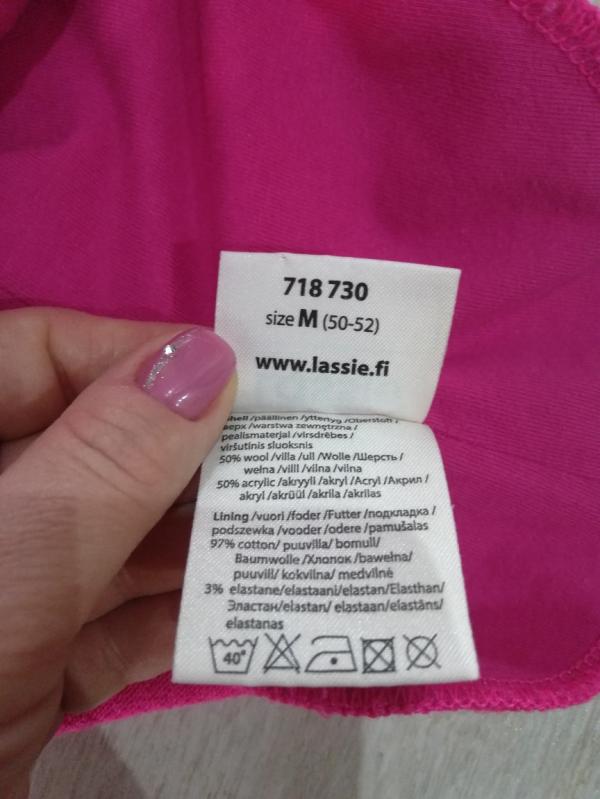 718 730
size M (50-52)
www.lassie.fi
shell /päällinen /yttertyg /Oberstoff /
верх /warstwa zewnętrzna /
pealismaterjal /virsdrēbes /
viršutinis sluoksnis
50% wool /villa /ull /Wolle /Шерсть /
wełna /villl /vilna /vilna
50% acrylic /akryyli /akryl /Acryl /Акрил /
akryl /akrüül /akrila /akrilas
Lining /vuori /foder /Futter /подкладка /
podszewka /vooder /odere /pamušalas
97% cotton/ puuvilla/ bomull/
Baumwolle /Хлопок /bawełna/
puuvill/ kokvilna/ medvilnė
3% elastane/elastaani/elastan/Elasthan/
Эластан/elastan/ elastaan/elastāns/
elastanas
40°